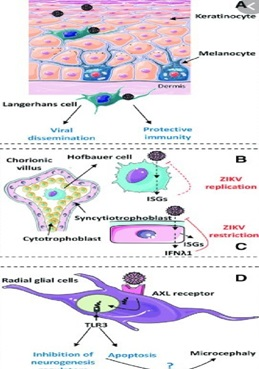 A
Keratinocyte
Melanocyte
Dermis
Langerhans cell
Viral
dissemination
Protective
immunity
B
Hofbauer cell
Chorionic
villus
ZIKV
replication
ISGs
Syncytiotrophoblast
ZIKV
restriction
ISGs
Cytotrophoblast
IFNλ1
C
D
Radial glial cells
AXL receptor
TLR3
Inhibition of
neurogenesis
Apoptosis
?
Microcephaly